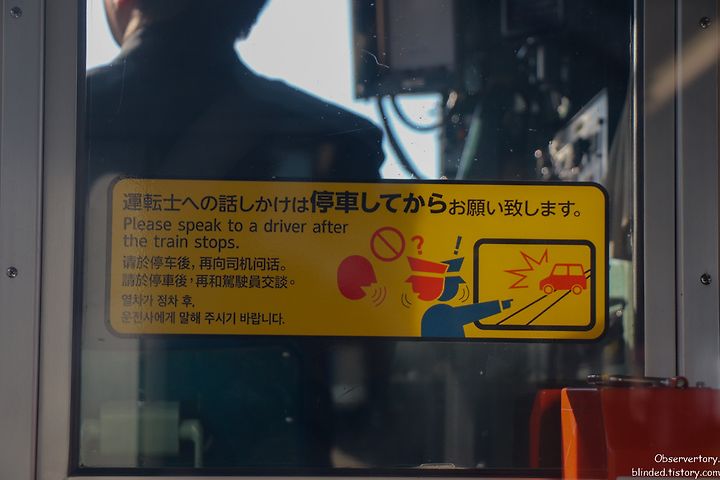 運転士への話しかけは停車してからお願い致します。
Please speak to a driver after
the train stops.
请於停车後，再向司机问话。
請於停車後，再和駕駛員交談。
열차가 정차 후,
운전사에게 말해 주시기 바랍니다.
? !
Observertory.
blinded.tistory.com